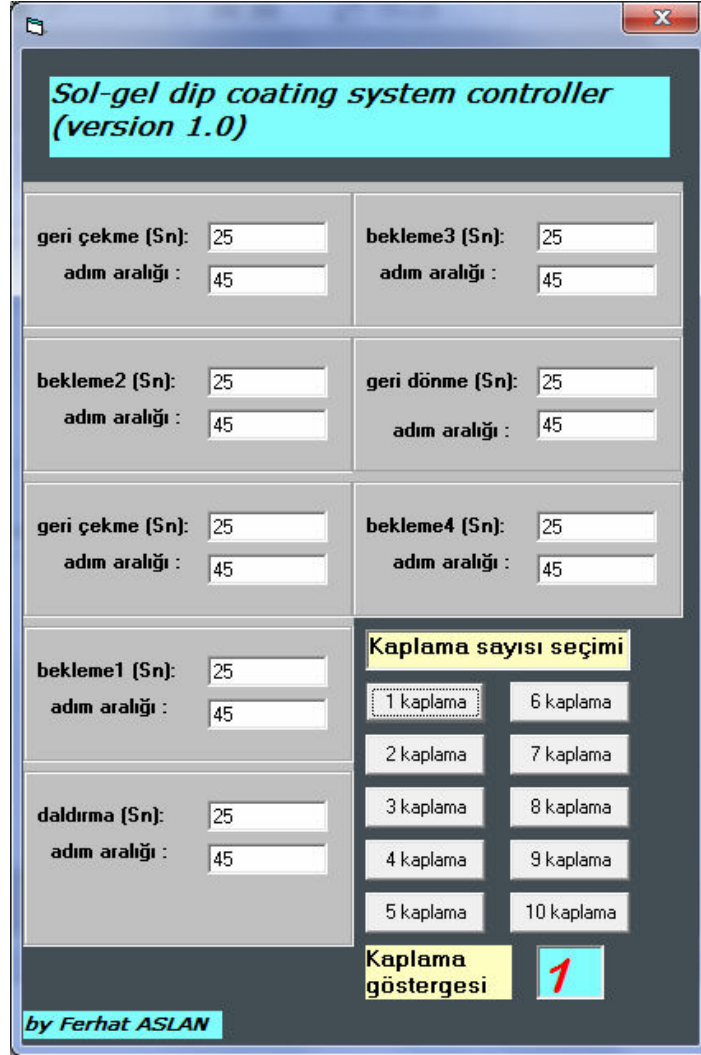 Sol-gel dip coating system controller
(version 1.0)
geri çekme (Sn): 25
adım aralığı : 45
bekleme3 (Sn): 25
adım aralığı : 45
bekleme2 (Sn): 25
adım aralığı : 45
geri dönme (Sn): 25
adım aralığı : 45
geri çekme (Sn): 25
adım aralığı : 45
bekleme4 (Sn): 25
adım aralığı : 45
bekleme1 (Sn): 25
adım aralığı : 45
daldırma (Sn): 25
adım aralığı : 45
Kaplama sayısı seçimi
1 kaplama 6 kaplama
2 kaplama 7 kaplama
3 kaplama 8 kaplama
4 kaplama 9 kaplama
5 kaplama 10 kaplama
Kaplama
göstergesi
1
by Ferhat ASLAN